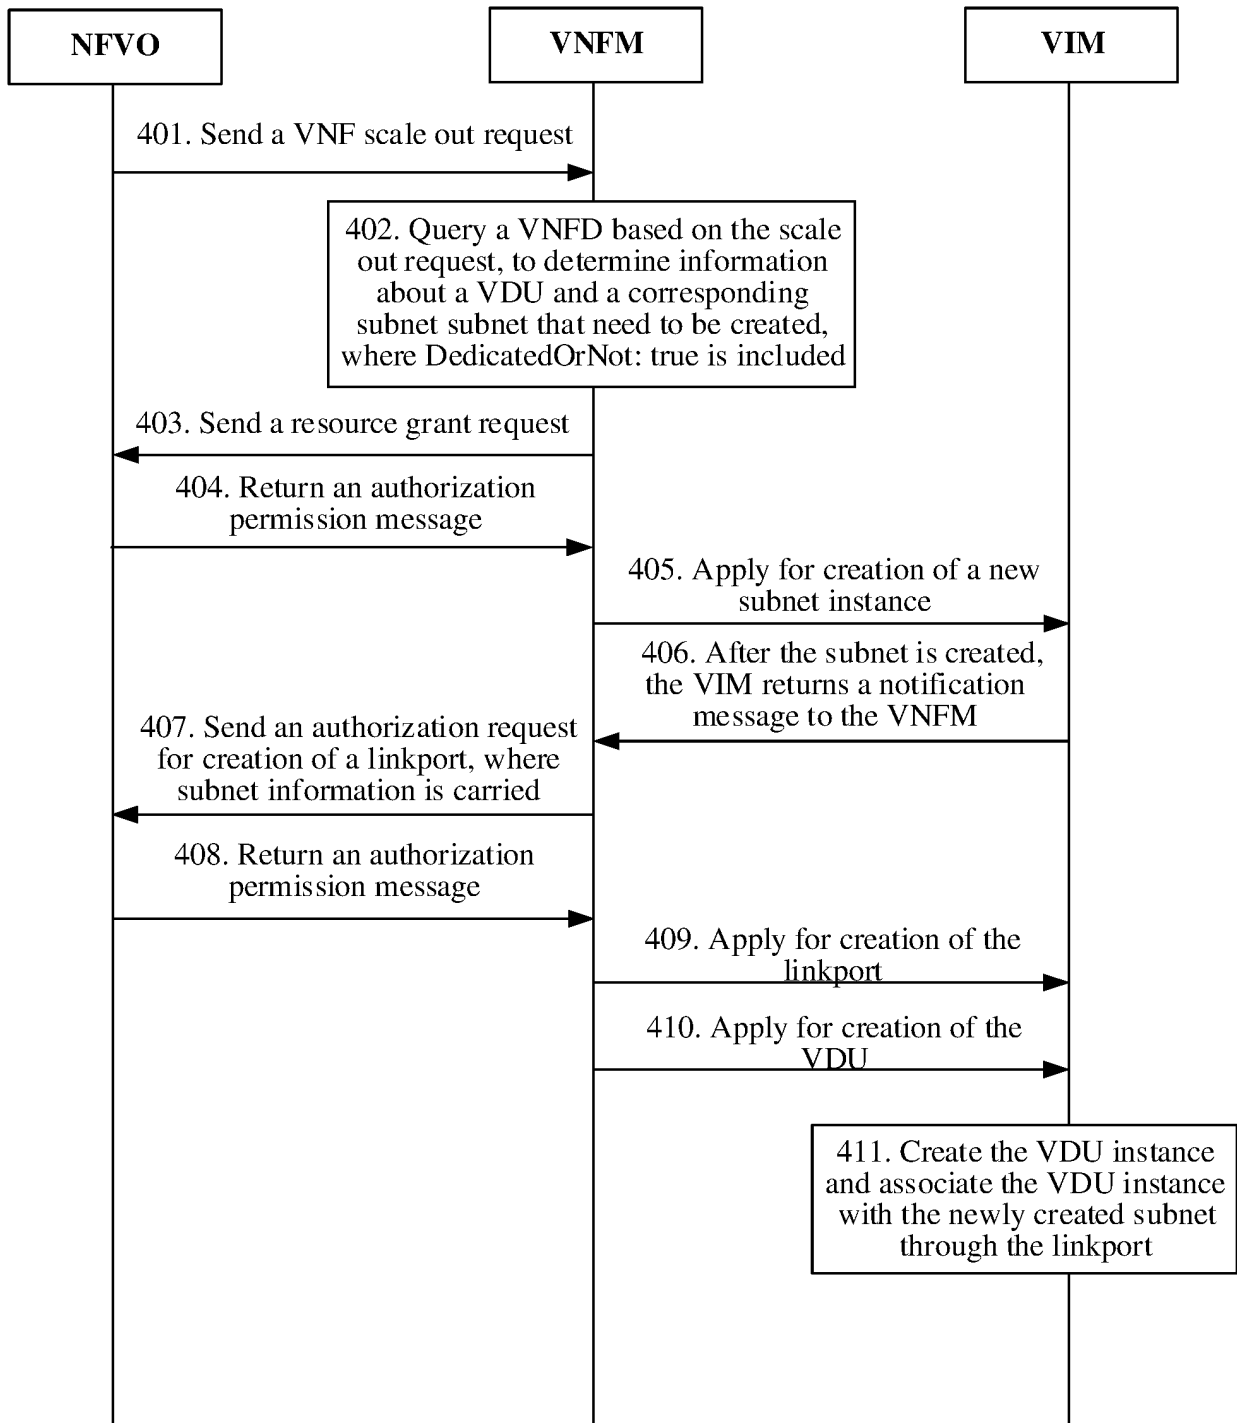 NFVO
VNFM
VIM
401. Send a VNF scale out request
402. Query a VNFD based on the scale
out request, to determine information
about a VDU and a corresponding
subnet subnet that need to be created,
where DedicatedOrNot: true is included
403. Send a resource grant request
404. Return an authorization
permission message
405. Apply for creation of a new
subnet instance
406. After the subnet is created,
the VIM returns a notification
message to the VNFM
407. Send an authorization request
for creation of a linkport, where
subnet information is carried
408. Return an authorization
permission message
409. Apply for creation of the
linkport
410. Apply for creation of the
VDU
411. Create the VDU instance
and associate the VDU instance
with the newly created subnet
through the linkport